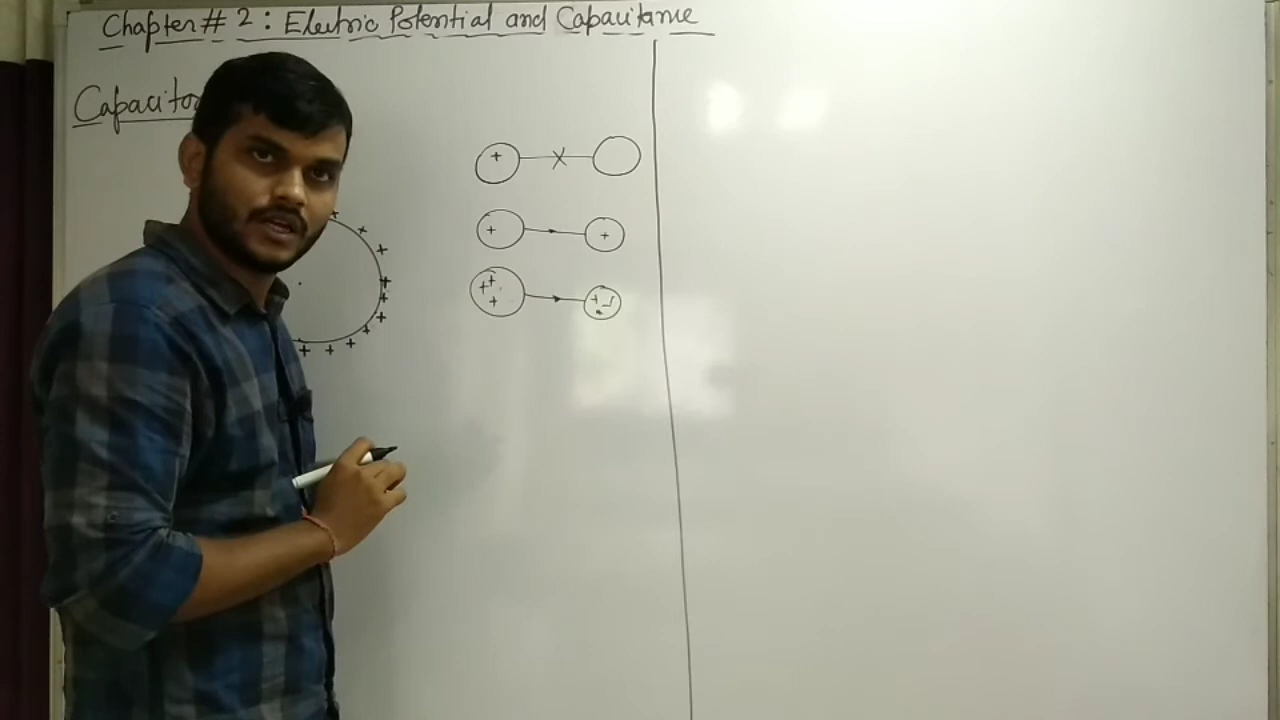 Chapter # 2 : Electric Potential and Capacitance
Capacitor
+ + +
+ +
+ + + + +